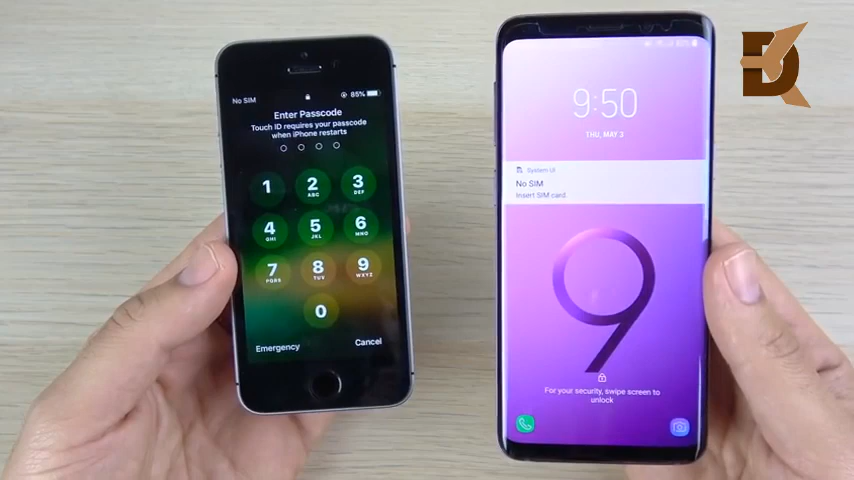 No SIM
85%
Enter Passcode
Touch ID requires your passcode
when iPhone restarts
1
2
ABC
3
DEF
4
GHI
5
JKL
6
MNO
7
PQRS
8
TUV
9
WXYZ
0
Emergency
Cancel
9:50
THU, MAY 3
System UI
No SIM
Insert SIM card.
9
For your security, swipe screen to
unlock
DK